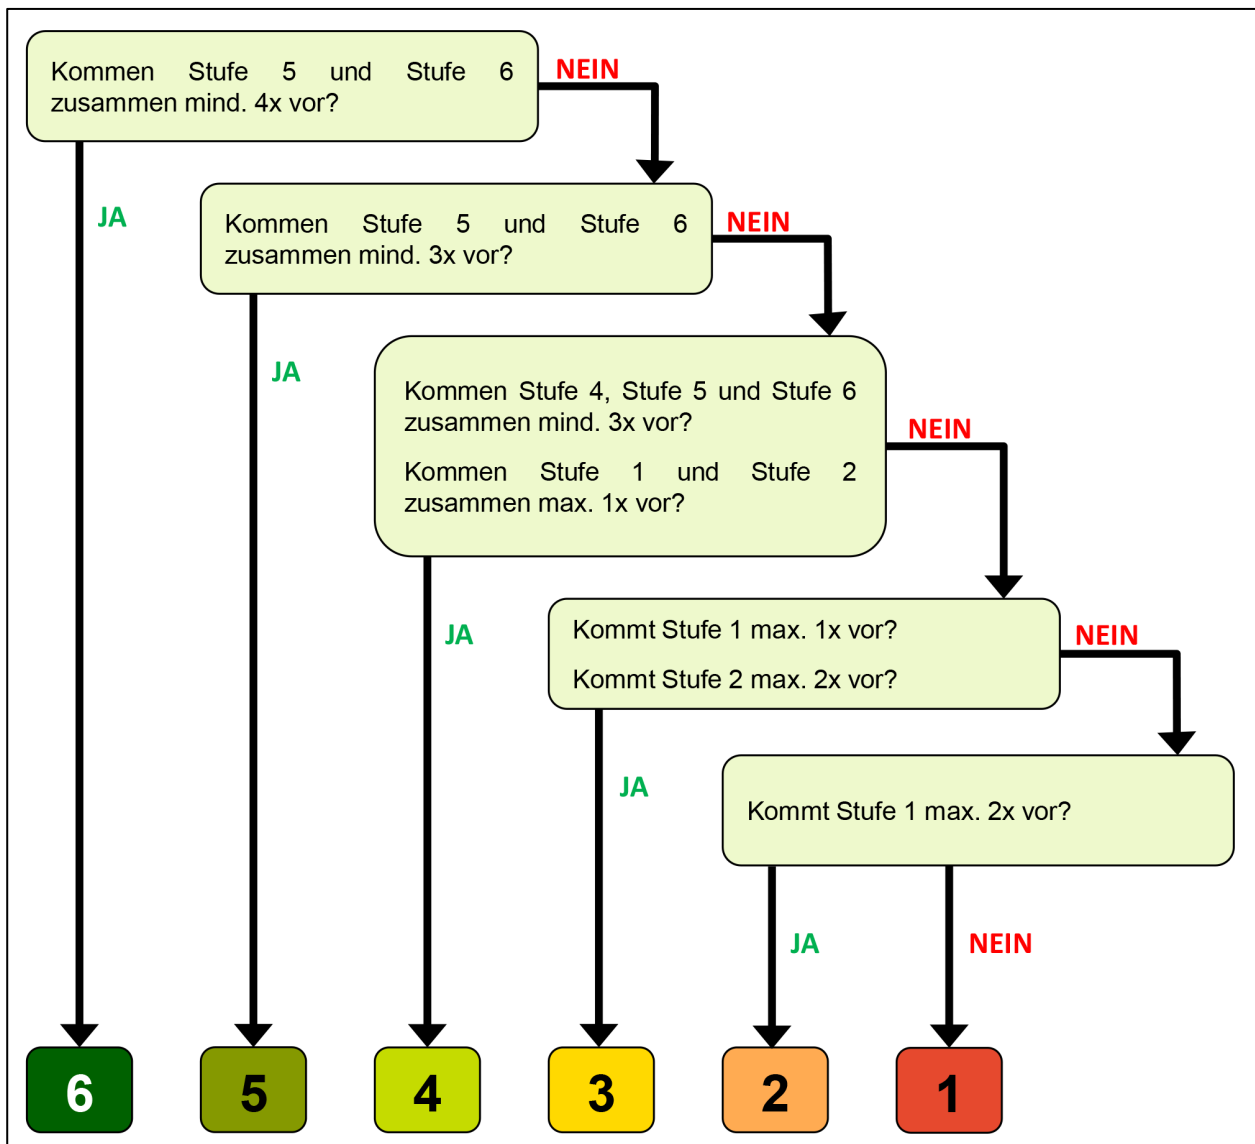 Kommen Stufe 5 und Stufe 6
zusammen mind. 4x vor?
NEIN
JA
Kommen Stufe 5 und Stufe 6
zusammen mind. 3x vor?
NEIN
JA
Kommen Stufe 4, Stufe 5 und Stufe 6
zusammen mind. 3x vor?
Kommen Stufe 1 und Stufe 2
zusammen max. 1x vor?
NEIN
JA
Kommt Stufe 1 max. 1x vor?
Kommt Stufe 2 max. 2x vor?
NEIN
JA
Kommt Stufe 1 max. 2x vor?
JA
NEIN
6
5
4
3
2
1